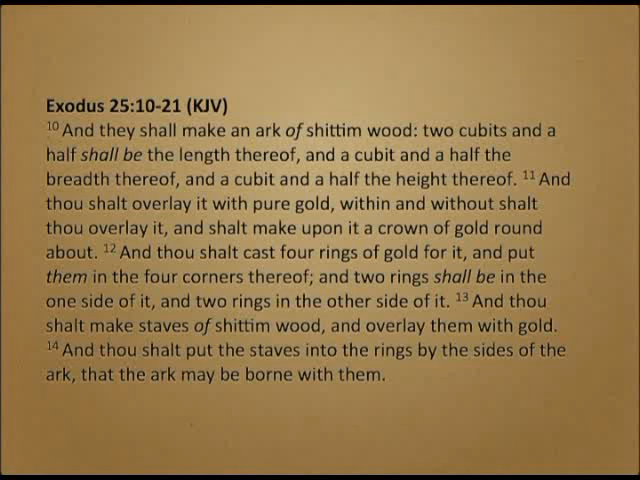 Exodus 25:10-21 (KJV)
10 And they shall make an ark of shittim wood: two cubits and a
half shall be the length thereof, and a cubit and a half the
breadth thereof, and a cubit and a half the height thereof. 11 And
thou shalt overlay it with pure gold, within and without shalt
thou overlay it, and shalt make upon it a crown of gold round
about. 12 And thou shalt cast four rings of gold for it, and put
them in the four corners thereof; and two rings shall be in the
one side of it, and two rings in the other side of it. 13 And thou
shalt make staves of shittim wood, and overlay them with gold.
14 And thou shalt put the staves into the rings by the sides of the
ark, that the ark may be borne with them.